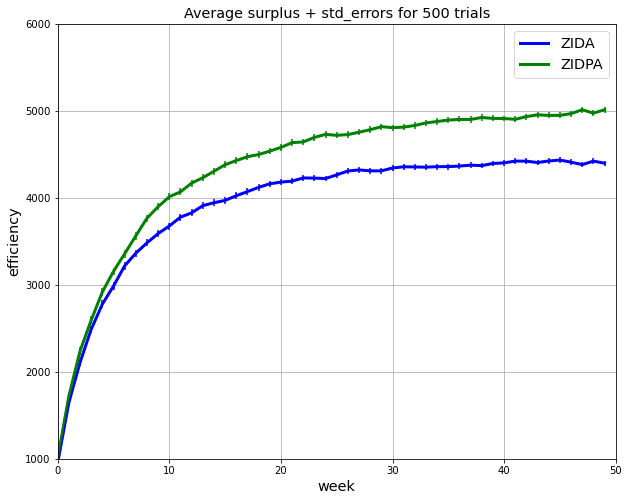 Average surplus + std_errors for 500 trials
ZIDA
ZIDPA
efficiency
6000
5000
4000
3000
2000
1000
0 10 20 30 40 50
week